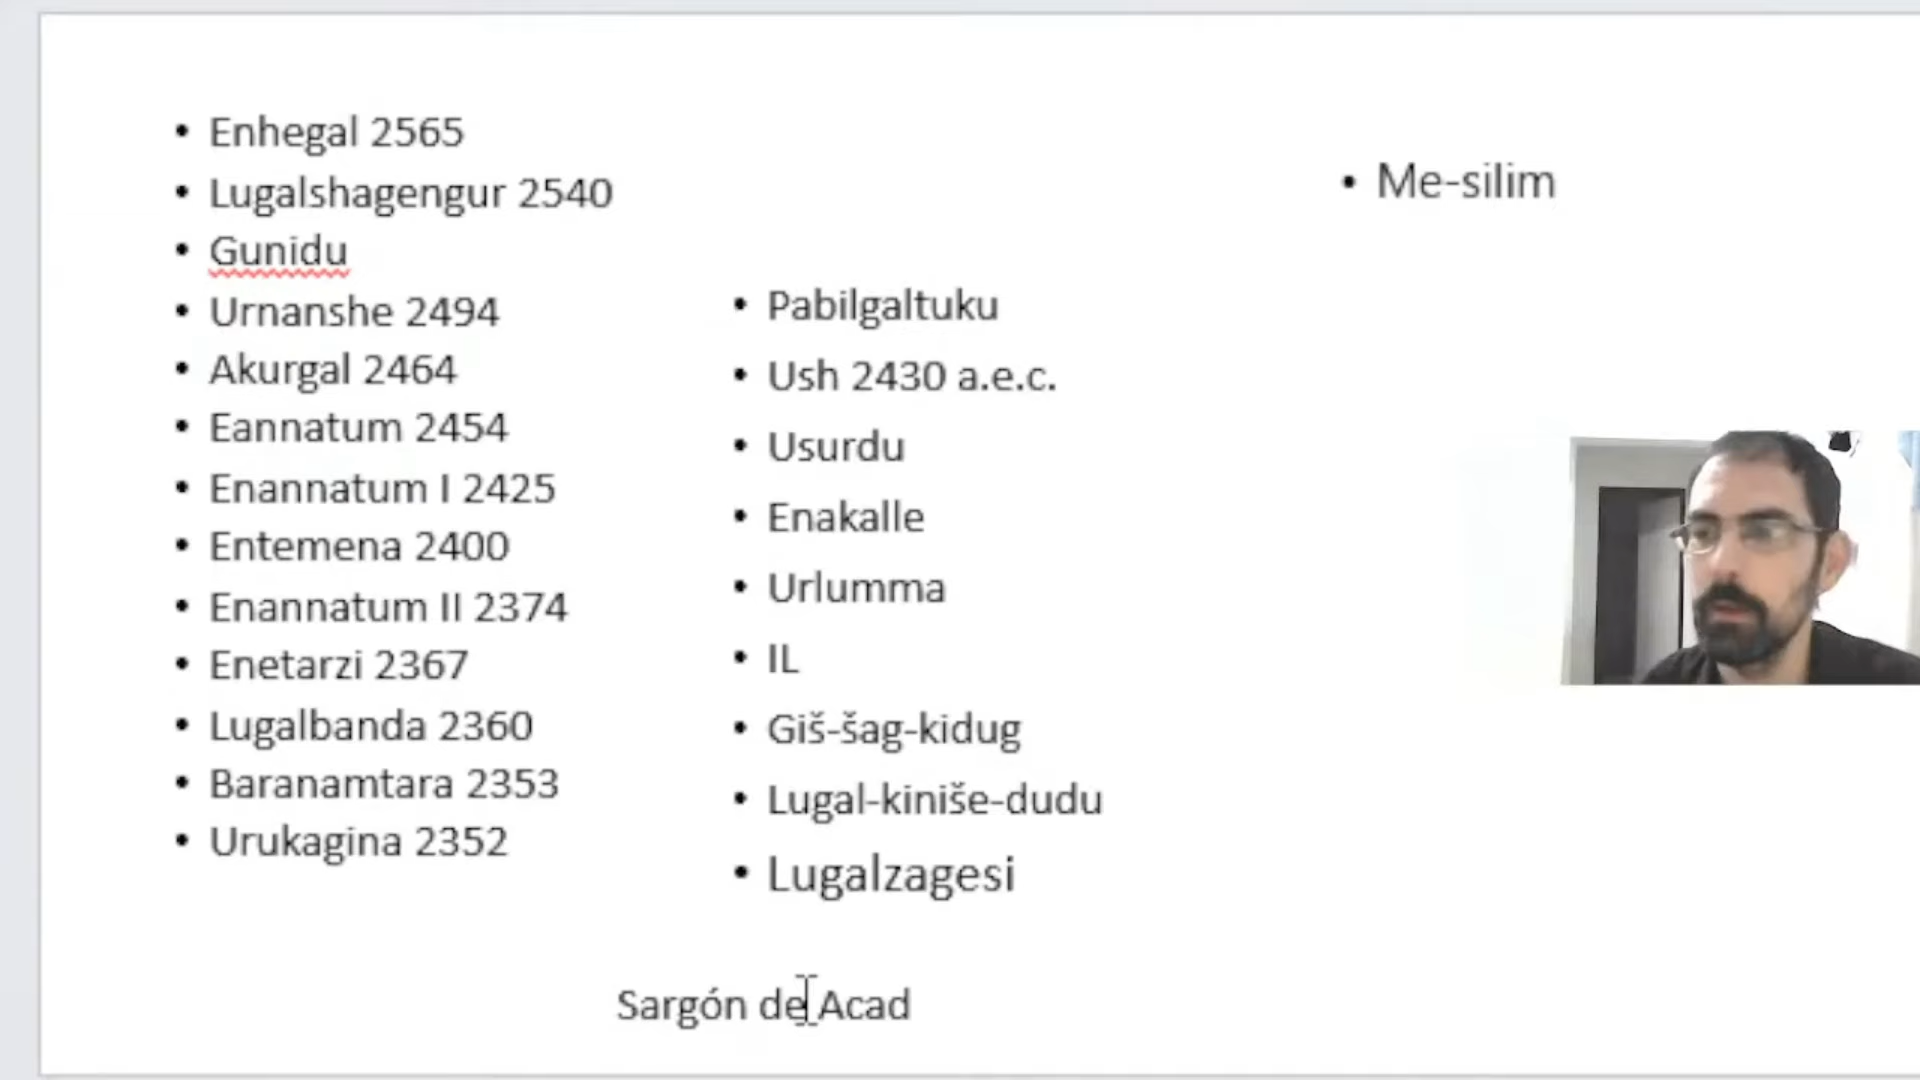 Enhegal 2565
Lugalshagengur 2540
Gunidu
Urnanshe 2494
Akurgal 2464
Eannatum 2454
Enannatum I 2425
Entemena 2400
Enannatum II 2374
Enetarzi 2367
Lugalbanda 2360
Baranamtara 2353
Urukagina 2352
Pabilgaltuku
Ush 2430 a.e.c.
Usurdu
Enakalle
Urlumma
IL
Giš-šag-kidug
Lugal-kiniše-dudu
Lugalzagesi
Me-silim
Sargón de Acad